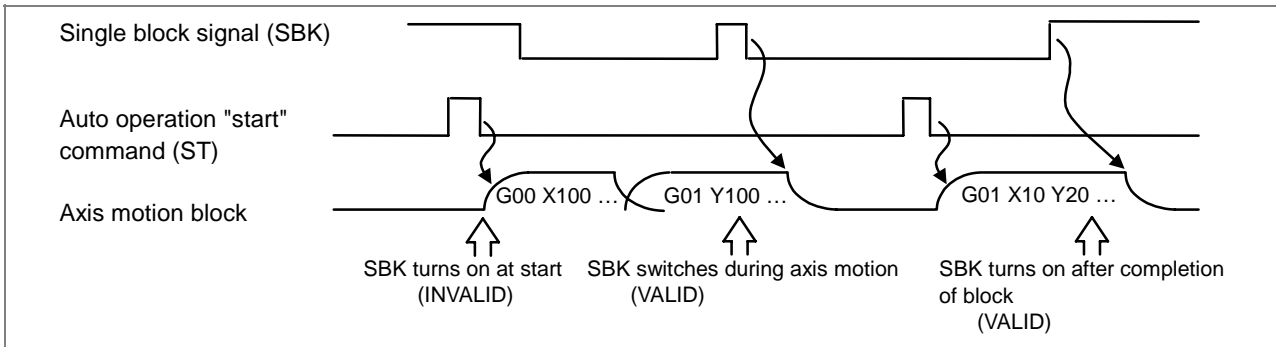 Single block signal (SBK)
Auto operation "start"
command (ST)
Axis motion block
G00 X100 …
G01 Y100 …
G01 X10 Y20 …
SBK turns on at start
(INVALID)
SBK switches during axis motion
(VALID)
SBK turns on after completion
of block
(VALID)